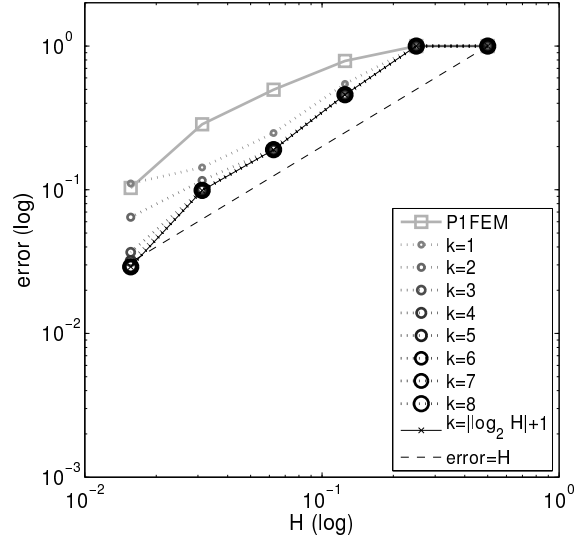 10^0
10^−1
10^−2
10^−3
error (log)
10^−2
10^−1
10^0
H (log)
P1FEM
k=1
k=2
k=3
k=4
k=5
k=6
k=7
k=8
k=||log_2 H|+1
error=H